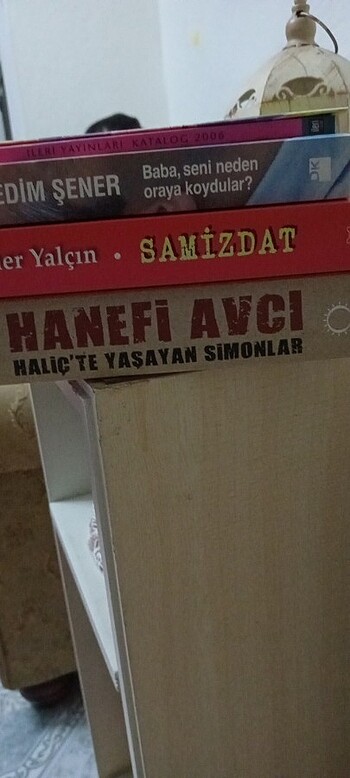 İLERİ YAYINLARI KATALOG 2006
EDİM ŞENER
Baba, seni neden
oraya koydular?
er Yalçın • SAMİZDAT
HANEFİ AVCI
HALİÇ'TE YAŞAYAN SİMONLAR